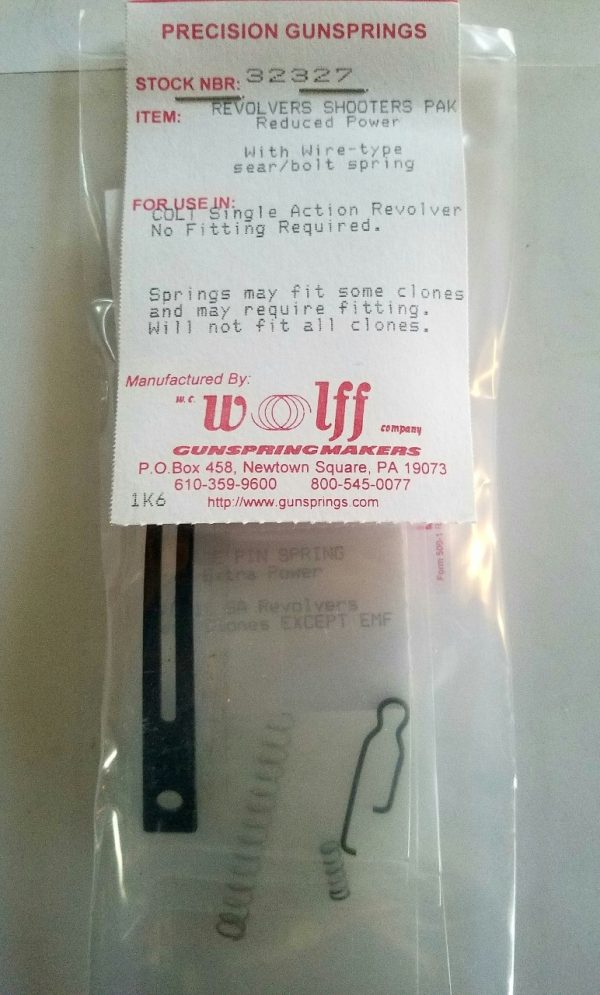 PRECISION GUNSPRINGS
STOCK NBR: 32327
ITEM: REVOLVERS SHOOTERS PAK
Reduced Power
With Wire-type
sear/bolt spring
FOR USE IN:
COLT Single Action Revolver
No Fitting Required.
Springs may fit some clones
and may require fitting.
Will not fit all clones.
Manufactured By:
W.C. Wolff company
GUNSPRINGMAKERS
P.O.Box 458, Newtown Square, PA 19073
610-359-9600 800-545-0077
1K6 http://www.gunsprings.com
PIN SPRING
Extra Power
SA Revolvers
Clones EXCEPT EMF